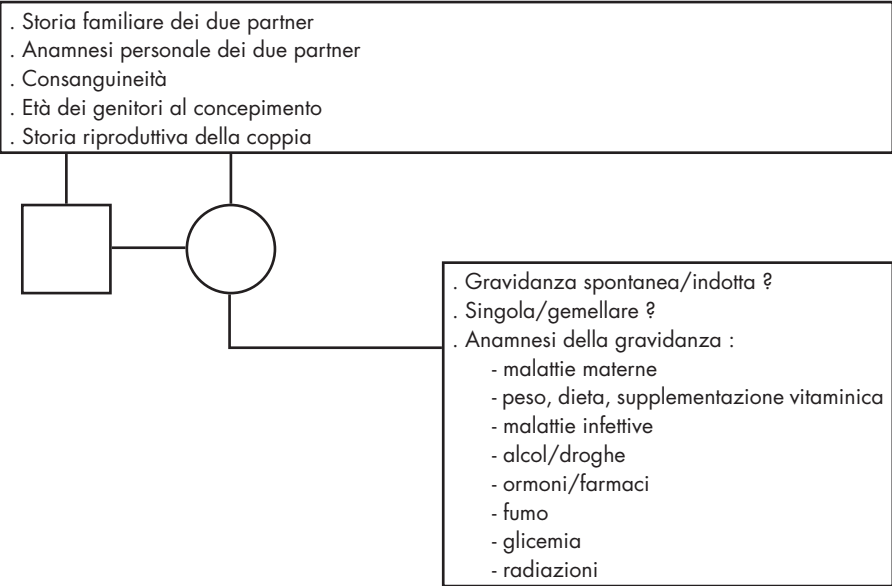 . Storia familiare dei due partner
. Anamnesi personale dei due partner
. Consanguineità
. Età dei genitori al concepimento
. Storia riproduttiva della coppia
. Gravidanza spontanea/indotta ?
. Singola/gemellare ?
. Anamnesi della gravidanza :
- malattie materne
- peso, dieta, supplementazione vitaminica
- malattie infettive
- alcol/droghe
- ormoni/farmaci
- fumo
- glicemia
- radiazioni